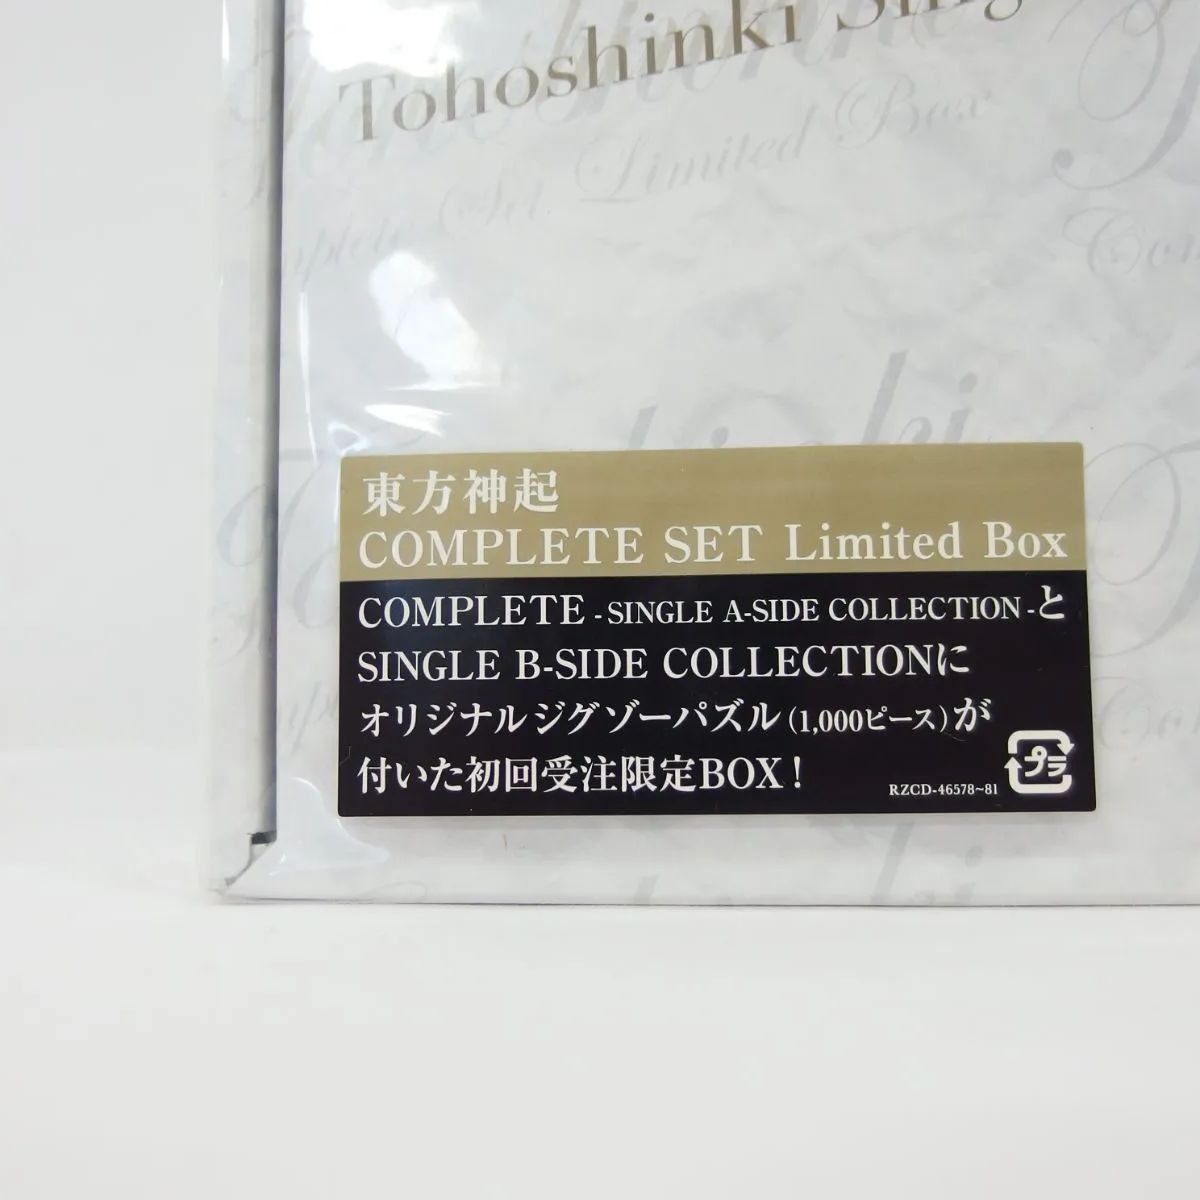 Tohoshinki
Limited Box
東方神起
COMPLETE SET Limited Box
COMPLETE - SINGLE A-SIDE COLLECTION -と
SINGLE B-SIDE COLLECTIONに
オリジナルジグゾーパズル(1,000ピース)が
付いた初回受注限定BOX!
RZCD-46578~81
プラ